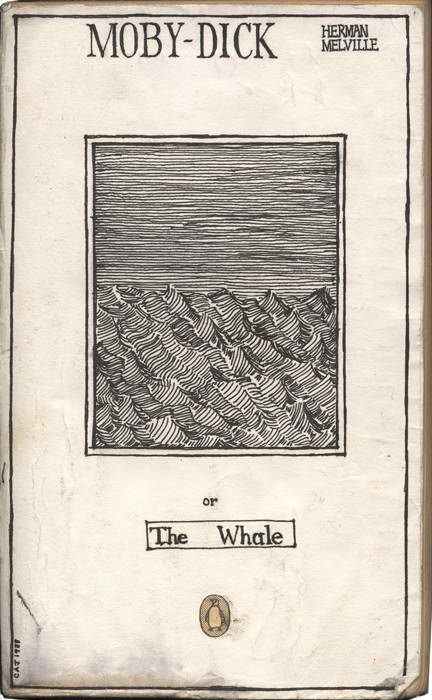 MOBY-DICK
HERMAN
MELVILLE
or
The Whale